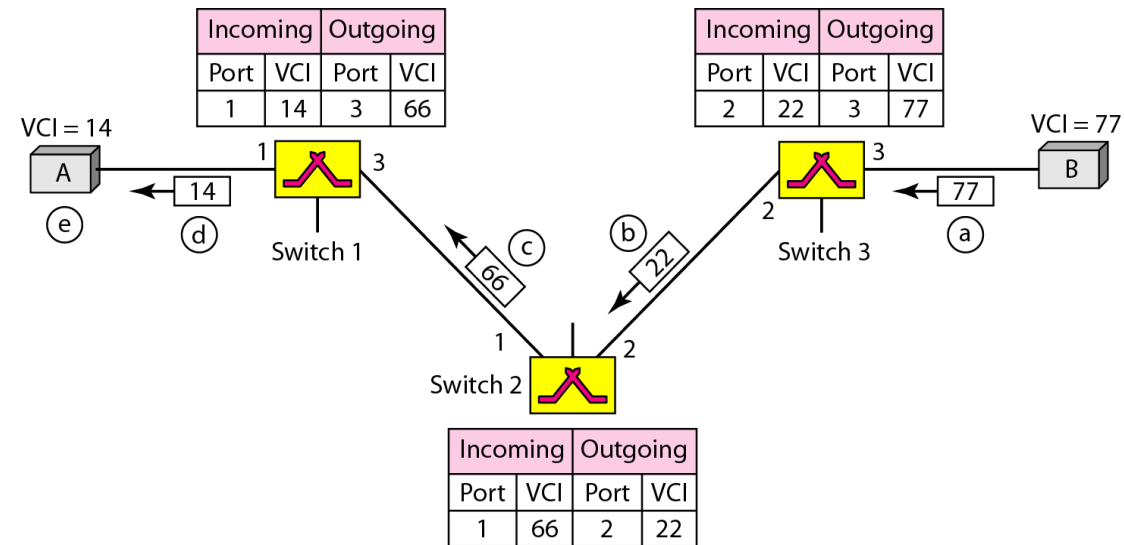 Incoming Outgoing
Port VCI Port VCI
1 14 3 66
Incoming Outgoing
Port VCI Port VCI
2 22 3 77
VCI = 14
A
1
3
14
e
d
Switch 1
c
66
b
22
2
3
Switch 3
VCI = 77
B
77
a
1
2
Switch 2
Incoming Outgoing
Port VCI Port VCI
1 66 2 22